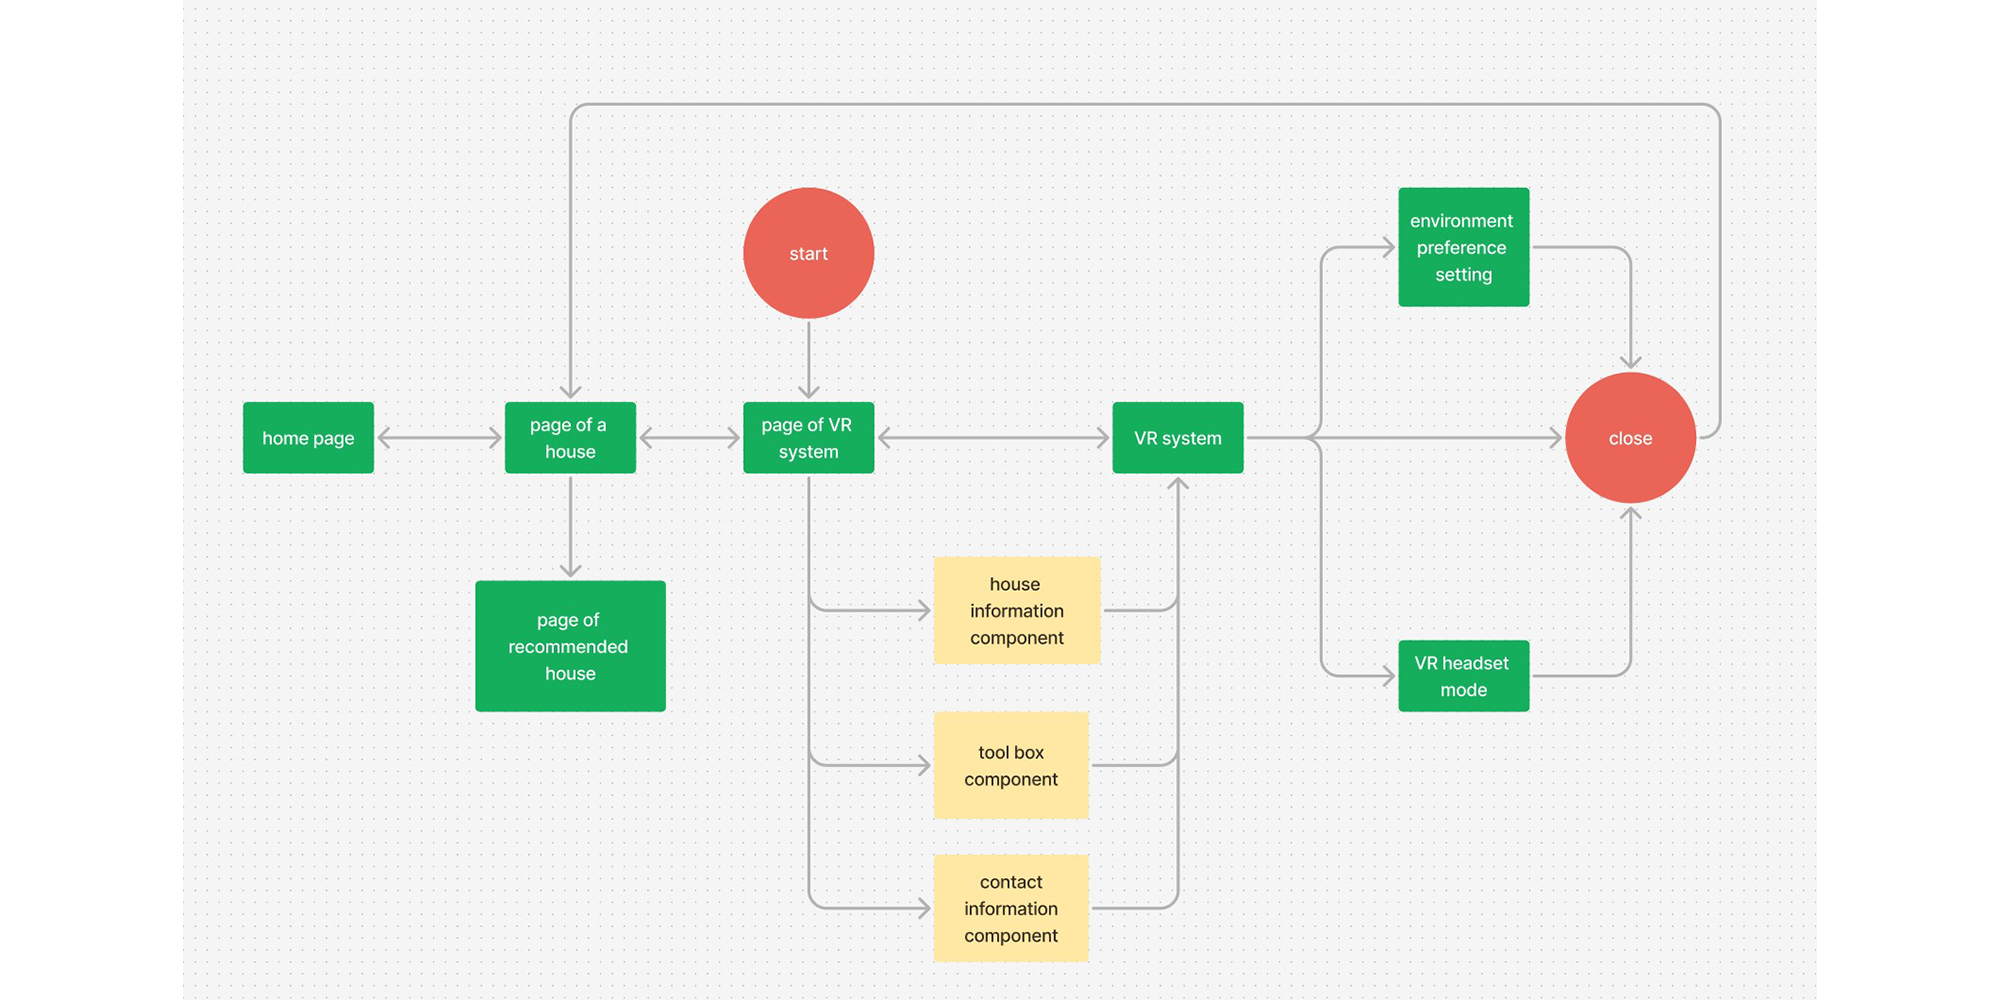 start
environment
preference
setting
home page
page of a
house
page of VR
system
VR system
close
house
information
component
page of
recommended
house
VR headset
mode
tool box
component
contact
information
component